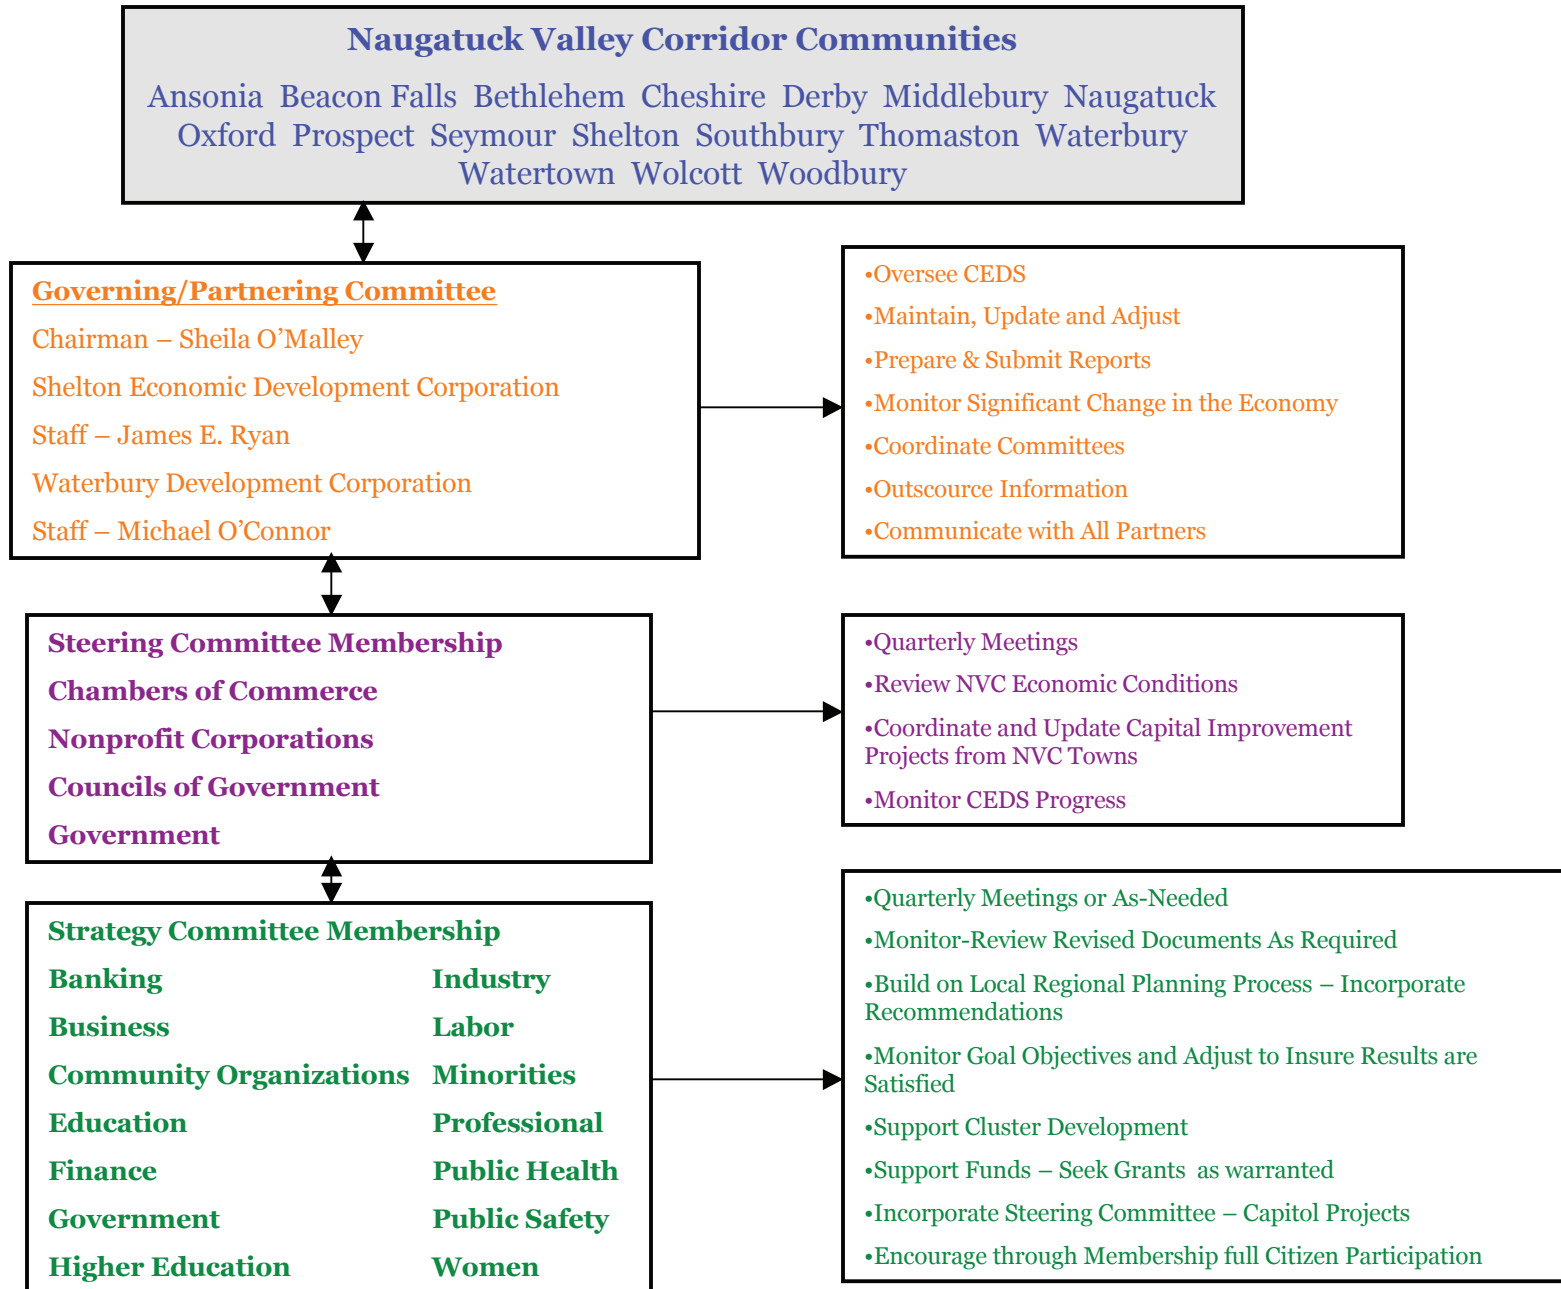 Naugatuck Valley Corridor Communities
Ansonia Beacon Falls Bethlehem Cheshire Derby Middlebury Naugatuck
Oxford Prospect Seymour Shelton Southbury Thomaston Waterbury
Watertown Wolcott Woodbury
Governing/Partnering Committee
Chairman – Sheila O’Malley
Shelton Economic Development Corporation
Staff – James E. Ryan
Waterbury Development Corporation
Staff – Michael O’Connor
•Oversee CEDS
•Maintain, Update and Adjust
•Prepare & Submit Reports
•Monitor Significant Change in the Economy
•Coordinate Committees
•Outscource Information
•Communicate with All Partners
Steering Committee Membership
Chambers of Commerce
Nonprofit Corporations
Councils of Government
Government
•Quarterly Meetings
•Review NVC Economic Conditions
•Coordinate and Update Capital Improvement
Projects from NVC Towns
•Monitor CEDS Progress
Strategy Committee Membership
Banking Industry
Business Labor
Community Organizations Minorities
Education Professional
Finance Public Health
Government Public Safety
Higher Education Women
•Quarterly Meetings or As-Needed
•Monitor-Review Revised Documents As Required
•Build on Local Regional Planning Process – Incorporate
Recommendations
•Monitor Goal Objectives and Adjust to Insure Results are
Satisfied
•Support Cluster Development
•Support Funds – Seek Grants as warranted
•Incorporate Steering Committee – Capitol Projects
•Encourage through Membership full Citizen Participation